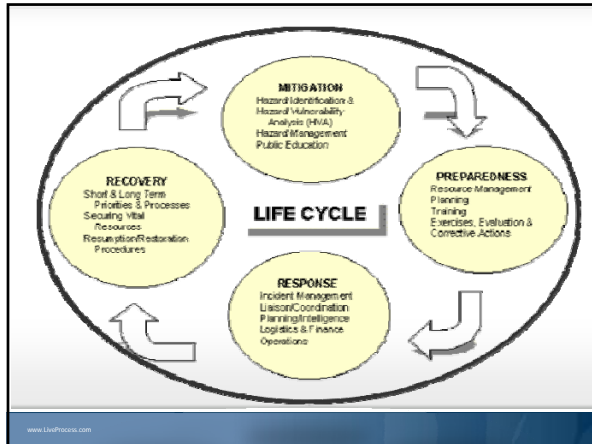 MITIGATION
Hazard Identification &
Hazard Vulnerability
Analysis (HVA)
Hazard Management
Public Education
PREPAREDNESS
Resource Management
Planning
Training
Exercises, Evaluation &
Corrective Actions
RECOVERY
Short & Long Term
Priorities & Processes
Securing Vital
Resources
Resumption/Restoration
Procedures
LIFE CYCLE
RESPONSE
Incident Management
Liaison/Coordination
Planning/Intelligence
Logistics & Finance
Operations
www.LiveProcess.com